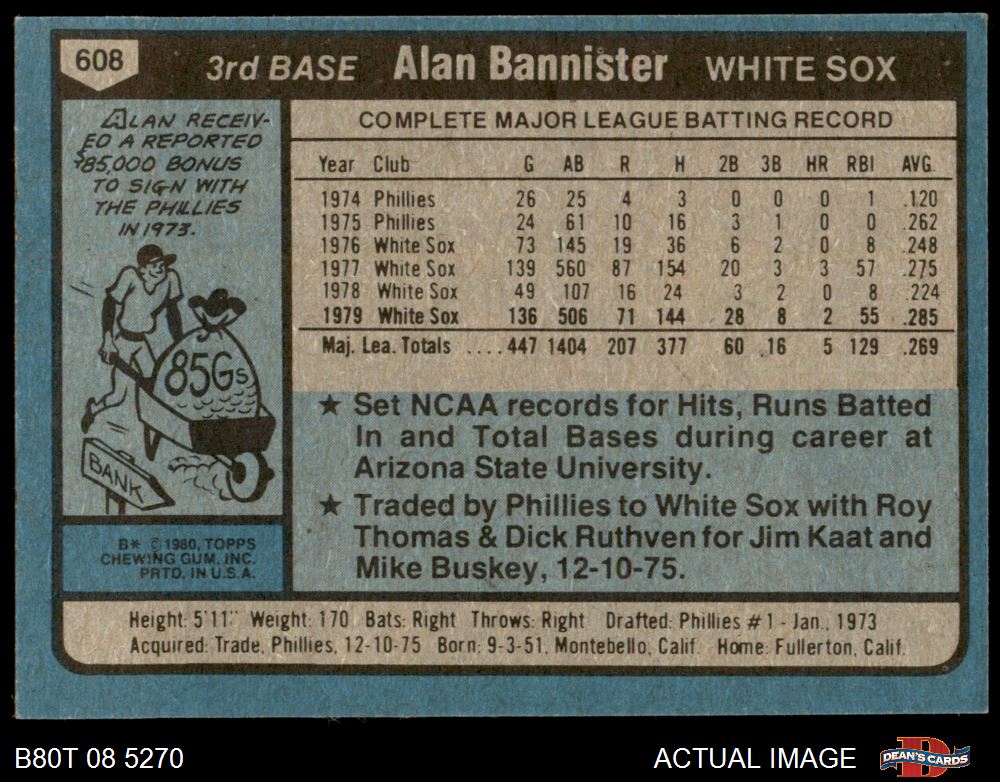 608
3rd BASE Alan Bannister WHITE SOX
ALAN RECEIV-
ED A REPORTED
$85,000 BONUS
TO SIGN WITH
THE PHILLIES
IN 1973.
85Gs
BANK
B* © 1980, TOPPS
CHEWING GUM, INC.
PRTD. IN U.S.A.
COMPLETE MAJOR LEAGUE BATTING RECORD
Year Club G AB R H 2B 3B HR RBI AVG.
1974 Phillies 26 25 4 3 0 0 0 1 .120
1975 Phillies 24 61 10 16 3 1 0 0 .262
1976 White Sox 73 145 19 36 6 2 0 8 .248
1977 White Sox 139 560 87 154 20 3 3 57 .275
1978 White Sox 49 107 16 24 3 2 0 8 .224
1979 White Sox 136 506 71 144 28 8 2 55 .285
Maj. Lea. Totals .... 447 1404 207 377 60 16 5 129 .269
★ Set NCAA records for Hits, Runs Batted
In and Total Bases during career at
Arizona State University.
★ Traded by Phillies to White Sox with Roy
Thomas & Dick Ruthven for Jim Kaat and
Mike Buskey, 12-10-75.
Height: 5'11" Weight: 170 Bats: Right Throws: Right Drafted: Phillies #1 - Jan., 1973
Acquired: Trade, Phillies, 12-10-75 Born: 9-3-51, Montebello, Calif. Home: Fullerton, Calif.
B80T 08 5270
ACTUAL IMAGE
DEAN'S CARDS